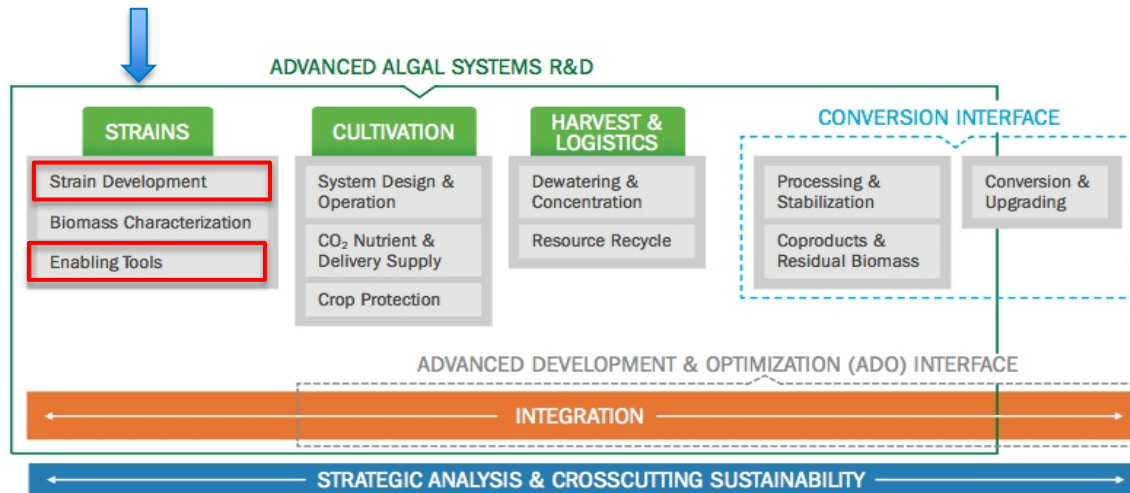 ADVANCED ALGAL SYSTEMS R&D
STRAINS
Strain Development
Biomass Characterization
Enabling Tools
CULTIVATION
System Design &
Operation
CO₂ Nutrient &
Delivery Supply
Crop Protection
HARVEST &
LOGISTICS
Dewatering &
Concentration
Resource Recycle
CONVERSION INTERFACE
Processing &
Stabilization
Coproducts &
Residual Biomass
Conversion &
Upgrading
ADVANCED DEVELOPMENT & OPTIMIZATION (ADO) INTERFACE
INTEGRATION
STRATEGIC ANALYSIS & CROSSCUTTING SUSTAINABILITY